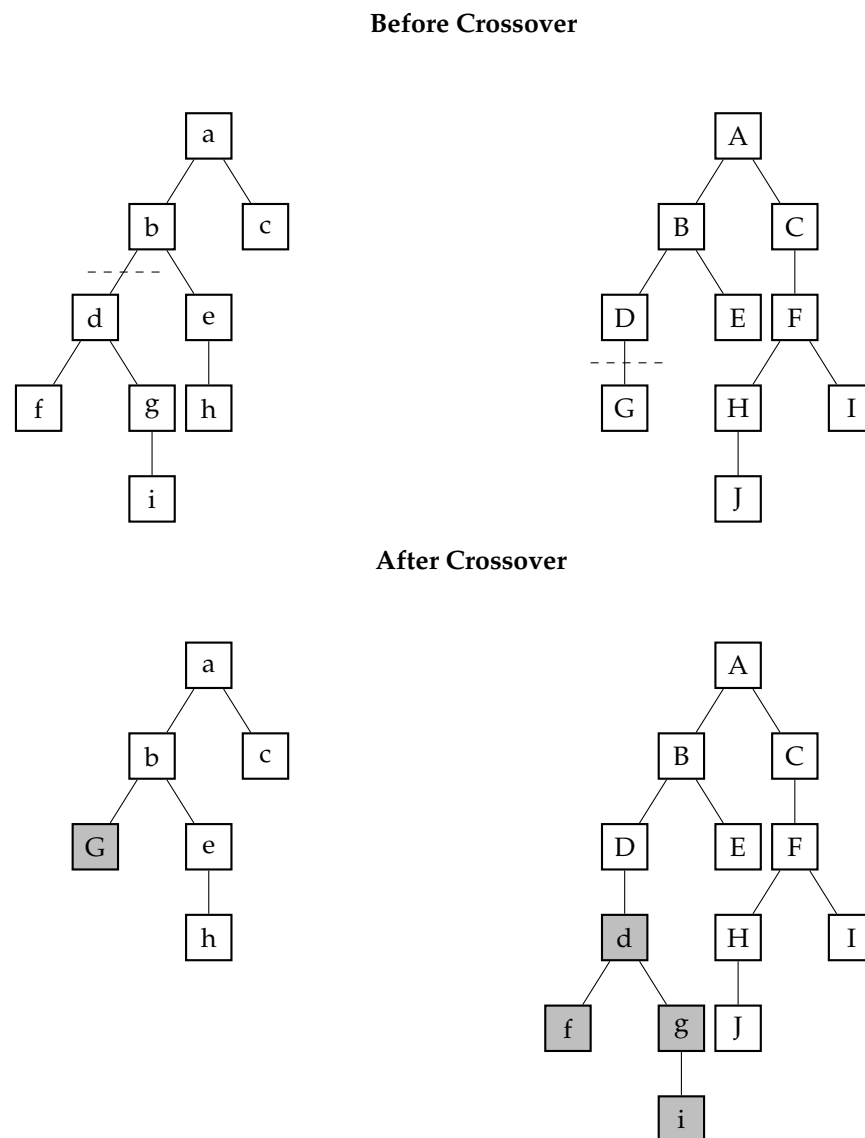 Before Crossover
a A
b c B C
d e D E F
f g h G H I
i J
After Crossover
a A
b c B C
G e D E F
h d H I
f g J
i